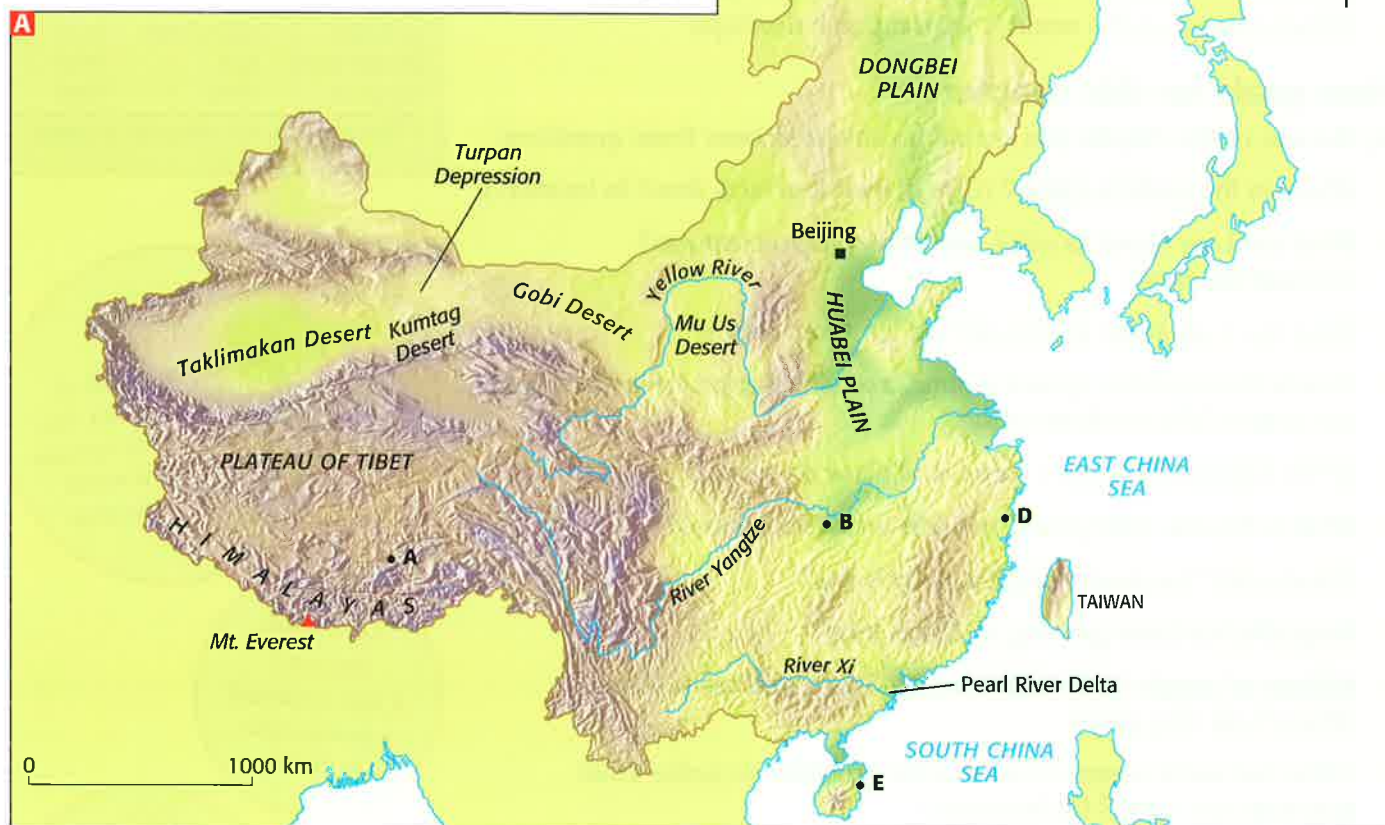 A
DONGBEI
PLAIN
Turpan
Depression
Beijing
Yellow River
Gobi Desert
Taklimakan Desert
Kumtag
Desert
Mu Us
Desert
HUABEI PLAIN
PLATEAU OF TIBET
EAST CHINA
SEA
B
D
River Yangtze
A
HIMALAYAS
Mt. Everest
TAIWAN
River Xi
Pearl River Delta
SOUTH CHINA
SEA
0 1000 km
E